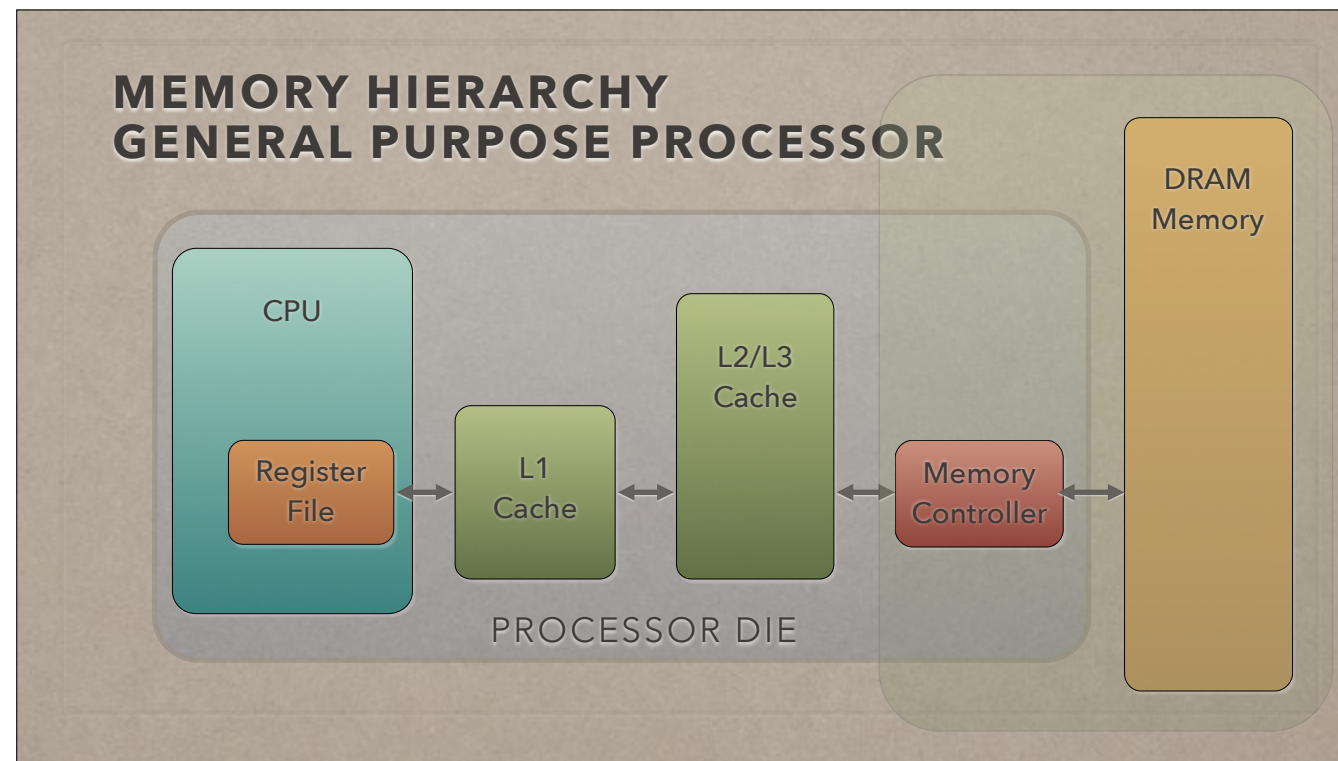 MEMORY HIERARCHY
GENERAL PURPOSE PROCESSOR
DRAM
Memory
CPU
L2/L3
Cache
Register
File
L1
Cache
Memory
Controller
PROCESSOR DIE